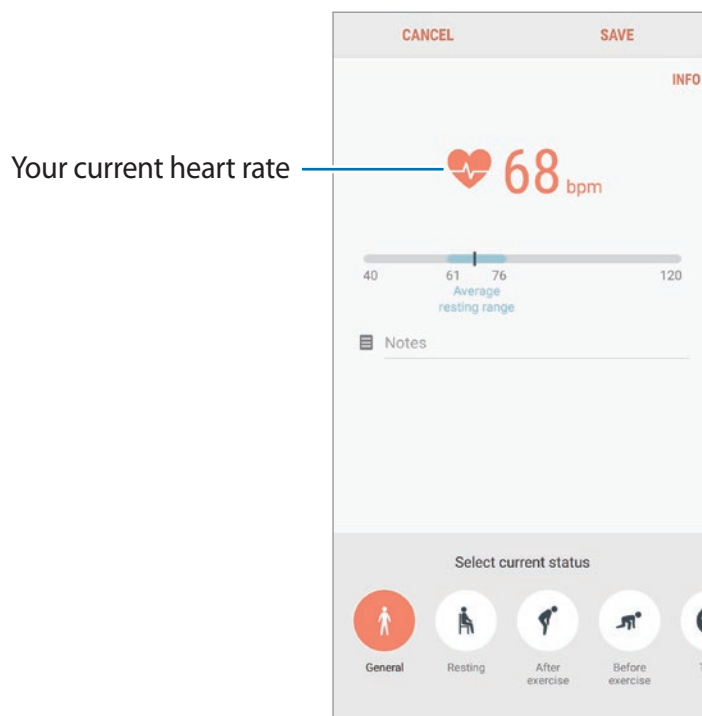 CANCEL SAVE
INFO
Your current heart rate
68 bpm
40 61 76 120
Average
resting range
Notes
Select current status
General Resting After Before
exercise exercise